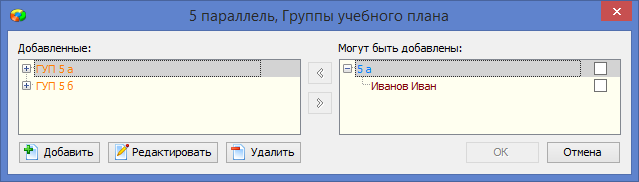 5 параллель, Группы учебного плана
Добавленные:
ГУП 5 а
ГУП 5 б
Могут быть добавлены:
5 а
Иванов Иван
Добавить
Редактировать
Удалить
ОК
Отмена